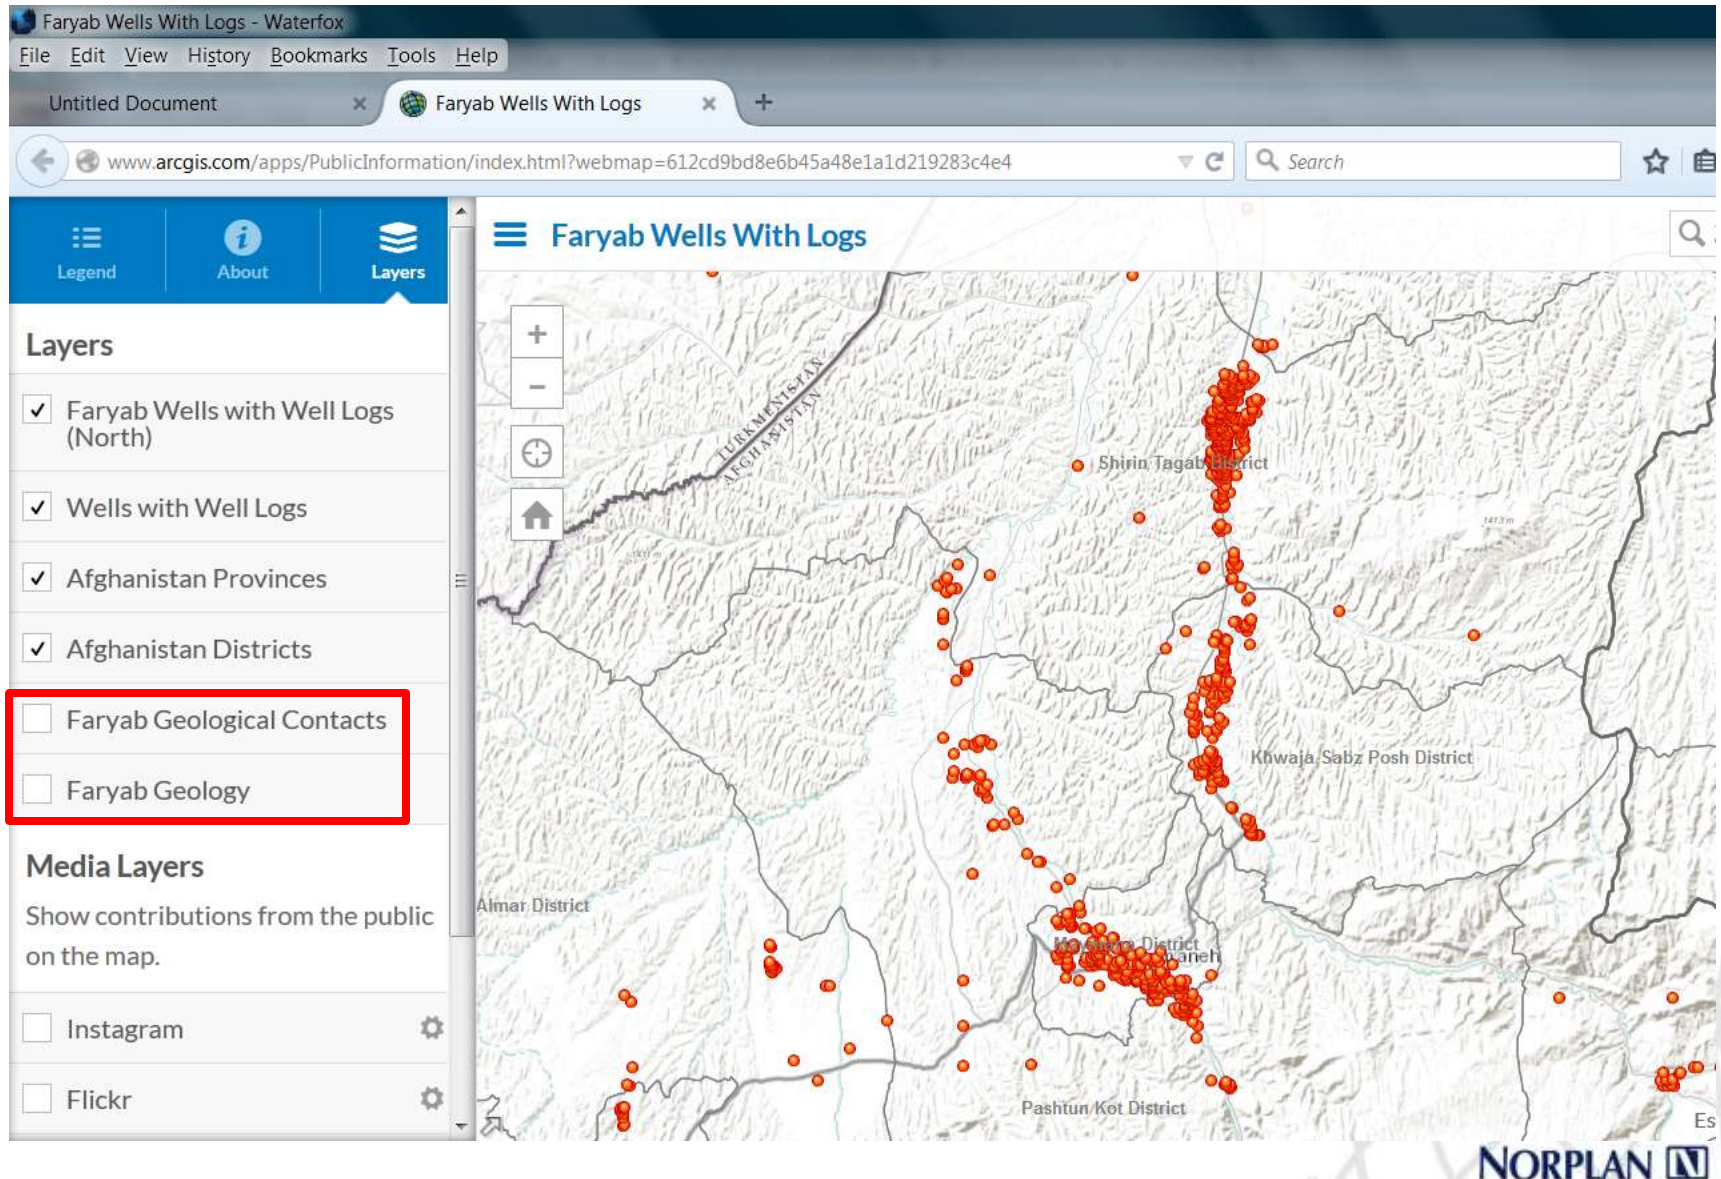 Faryab Wells With Logs - Waterfox
File Edit View History Bookmarks Tools Help
Untitled Document
Faryab Wells With Logs
www.arcgis.com/apps/PublicInformation/index.html?webmap=612cd9bd8e6b45a48e1a1d219283c4e4
Search
Legend
About
Layers
Faryab Wells With Logs
Layers
Faryab Wells with Well Logs
(North)
Wells with Well Logs
Afghanistan Provinces
Afghanistan Districts
Faryab Geological Contacts
Faryab Geology
Media Layers
Show contributions from the public
on the map.
Instagram
Flickr
TURKMENISTAN
AFGHANISTAN
Shirin Tagab District
1413 m
Khwaja Sabz Posh District
Almar District
District
Pashtun Kot District
Es
NORPLAN